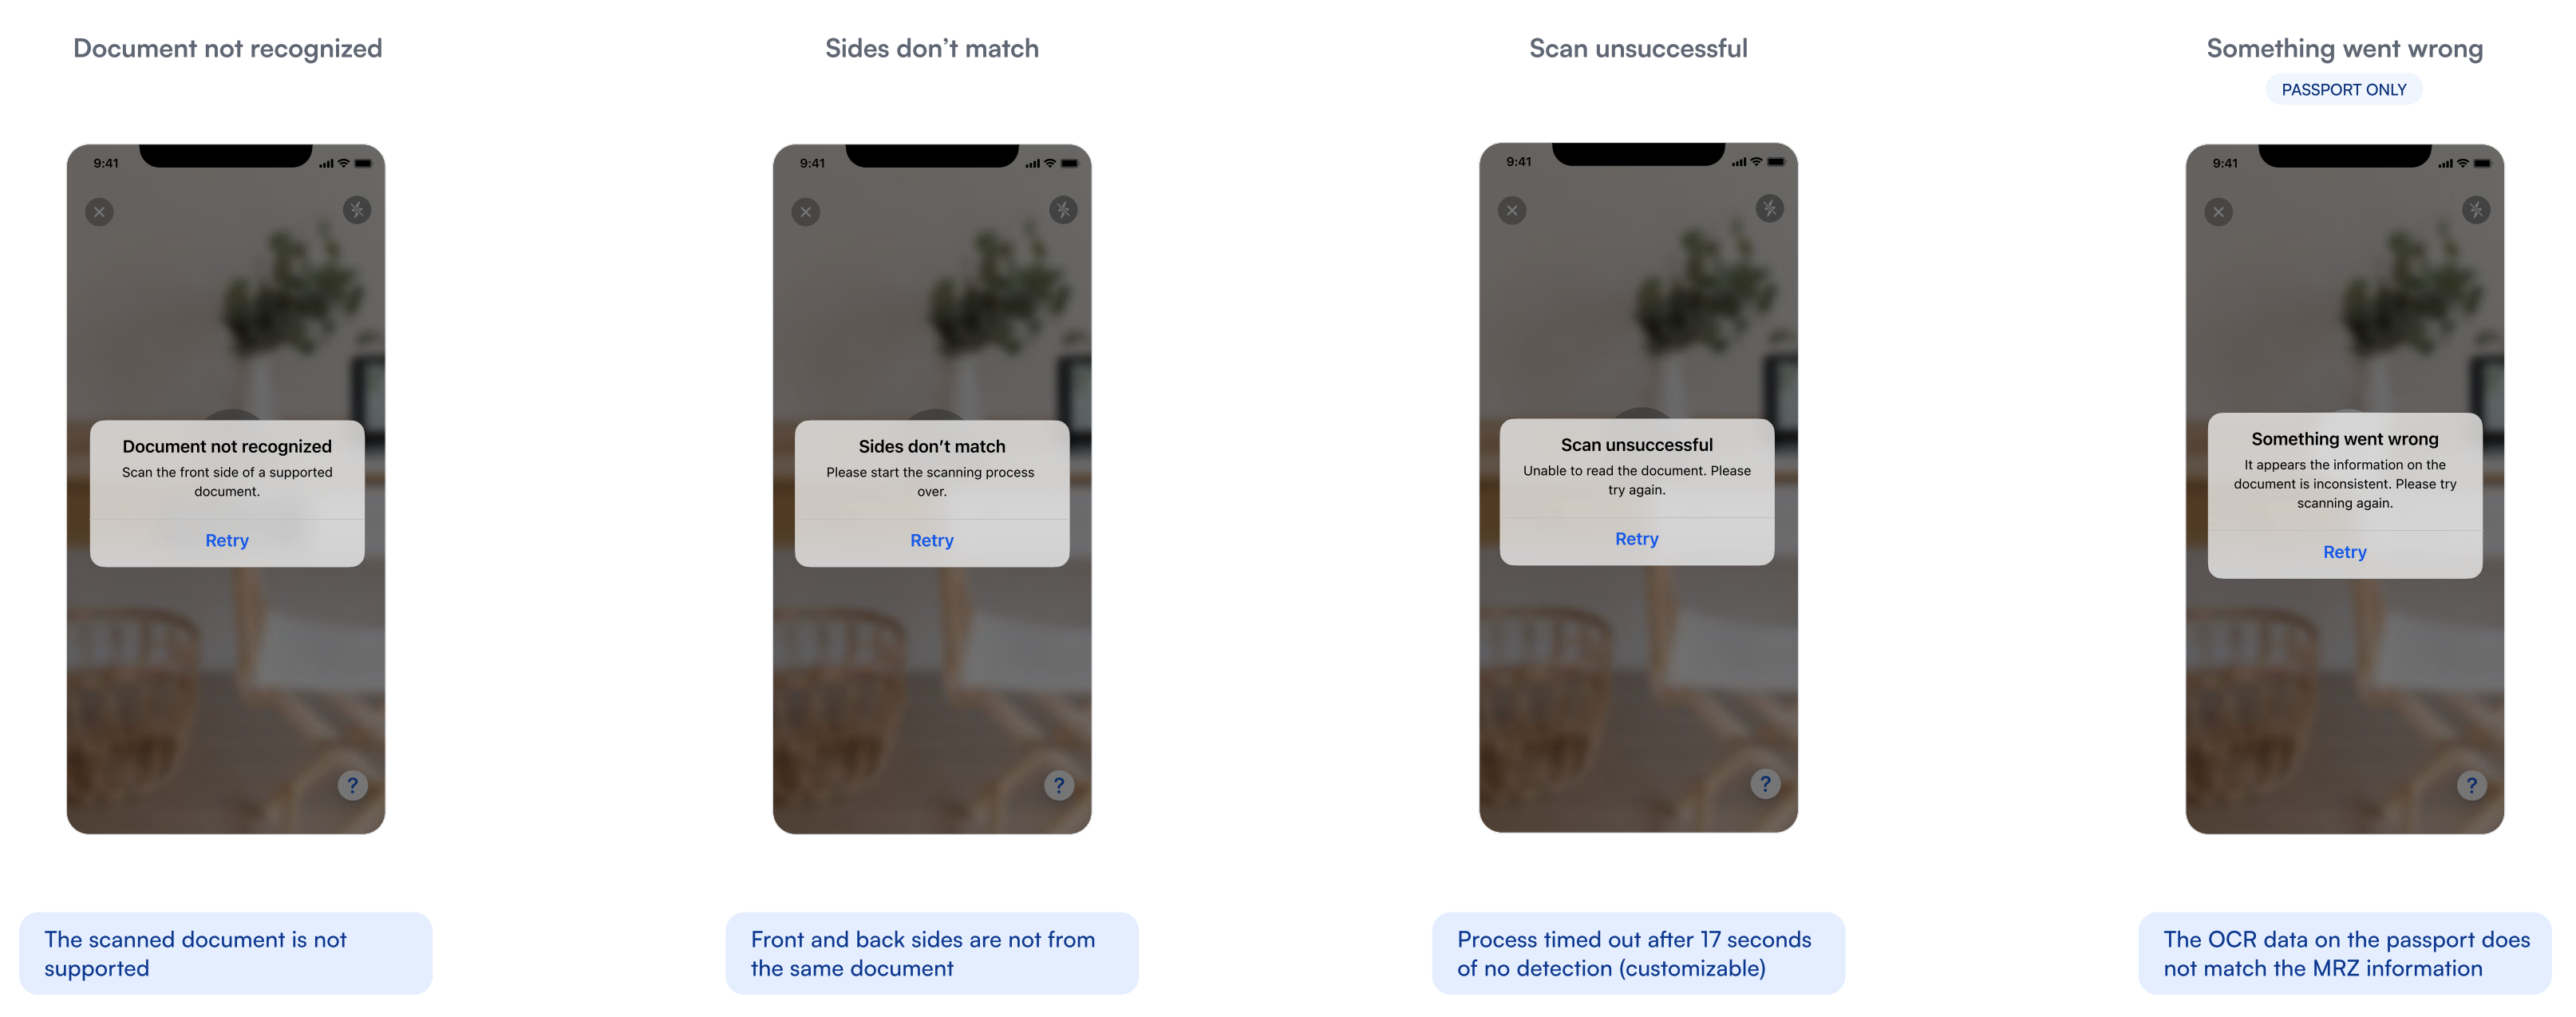 Document not recognized
Sides don’t match
Scan unsuccessful
Something went wrong
PASSPORT ONLY
9:41
Document not recognized
Scan the front side of a supported
document.
Retry
?
9:41
Sides don’t match
Please start the scanning process
over.
Retry
?
9:41
Scan unsuccessful
Unable to read the document. Please
try again.
Retry
?
9:41
Something went wrong
It appears the information on the
document is inconsistent. Please try
scanning again.
Retry
?
The scanned document is not
supported
Front and back sides are not from
the same document
Process timed out after 17 seconds
of no detection (customizable)
The OCR data on the passport does
not match the MRZ information